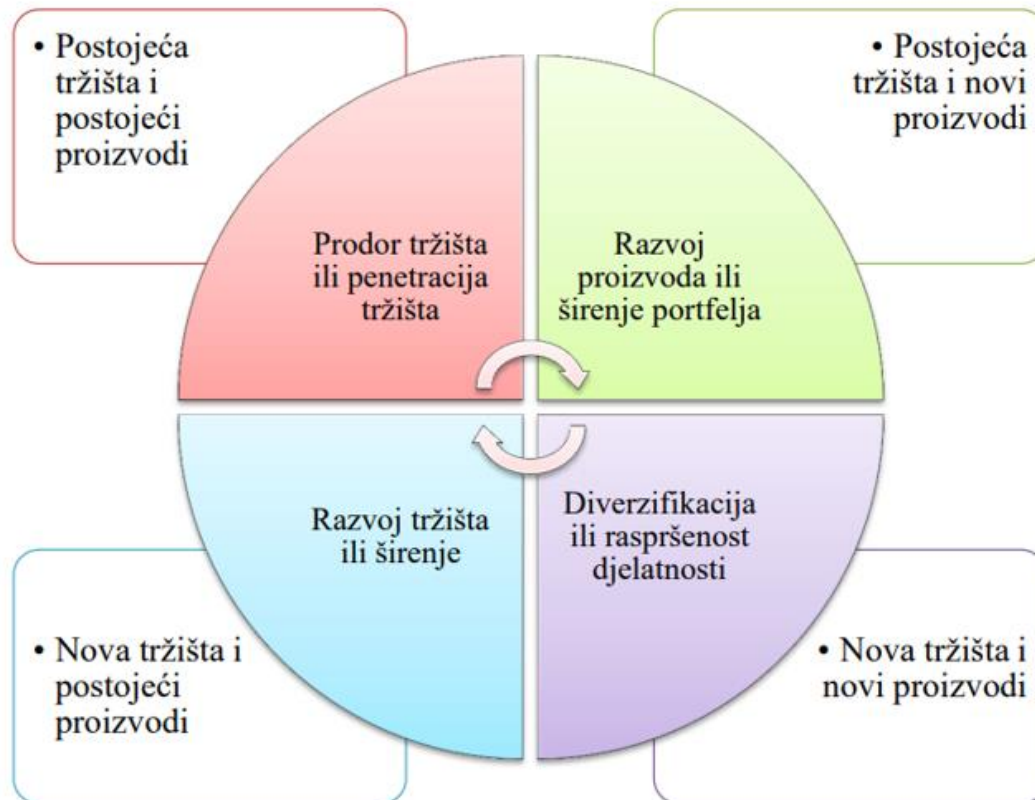 • Postojeća
tržišta i
postojeći
proizvodi
• Postojeća
tržišta i novi
proizvodi
Prodor tržišta
ili penetracija
tržišta
Razvoj
proizvoda ili
širenje portfelja
Razvoj tržišta
ili širenje
Diverzifikacija
ili raspršenost
djelatnosti
• Nova tržišta i
postojeći
proizvodi
• Nova tržišta i
novi proizvodi